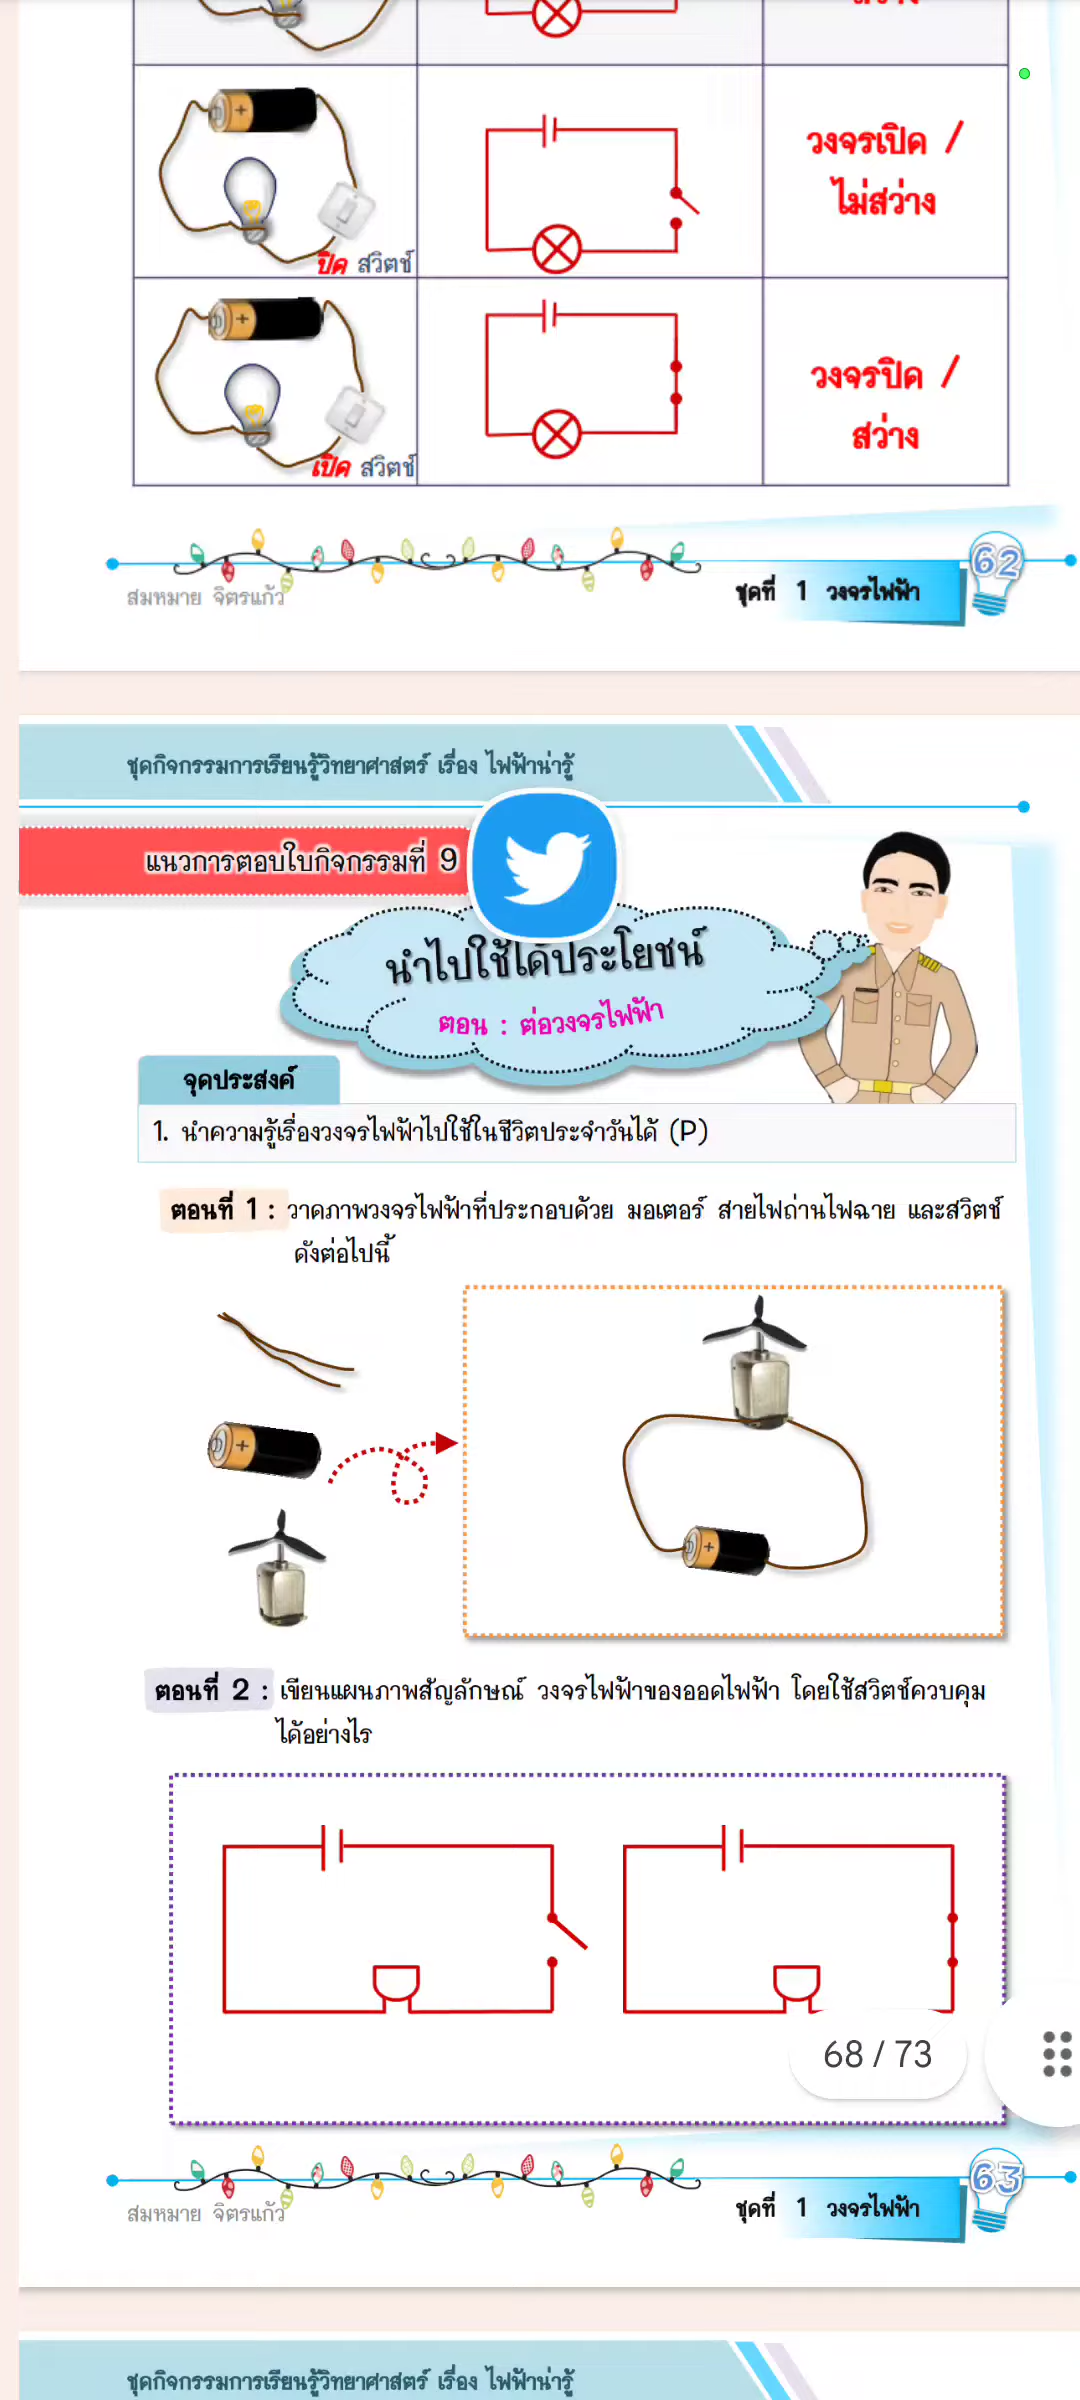 วงจรเปิด /
ไม่สว่าง
ปิด สวิตช์
วงจรปิด /
สว่าง
เปิด สวิตช์
สมหมาย จิตรแก้ว
ชุดที่ 1 วงจรไฟฟ้า
62
ชุดกิจกรรมการเรียนรู้วิทยาศาสตร์ เรื่อง ไฟฟ้าน่ารู้
แนวการตอบใบกิจกรรมที่ 9
นำไปใช้ได้ประโยชน์
ตอน : ต่อวงจรไฟฟ้า
จุดประสงค์
1. นำความรู้เรื่องวงจรไฟฟ้าไปใช้ในชีวิตประจำวันได้ (P)
ตอนที่ 1 : วาดภาพวงจรไฟฟ้าที่ประกอบด้วย มอเตอร์ สายไฟถ่านไฟฉาย และสวิตช์
ดังต่อไปนี้
ตอนที่ 2 : เขียนแผนภาพสัญลักษณ์ วงจรไฟฟ้าของออดไฟฟ้า โดยใช้สวิตช์ควบคุม
ได้อย่างไร
68 / 73
สมหมาย จิตรแก้ว
ชุดที่ 1 วงจรไฟฟ้า
63
ชุดกิจกรรมการเรียนรู้วิทยาศาสตร์ เรื่อง ไฟฟ้าน่ารู้